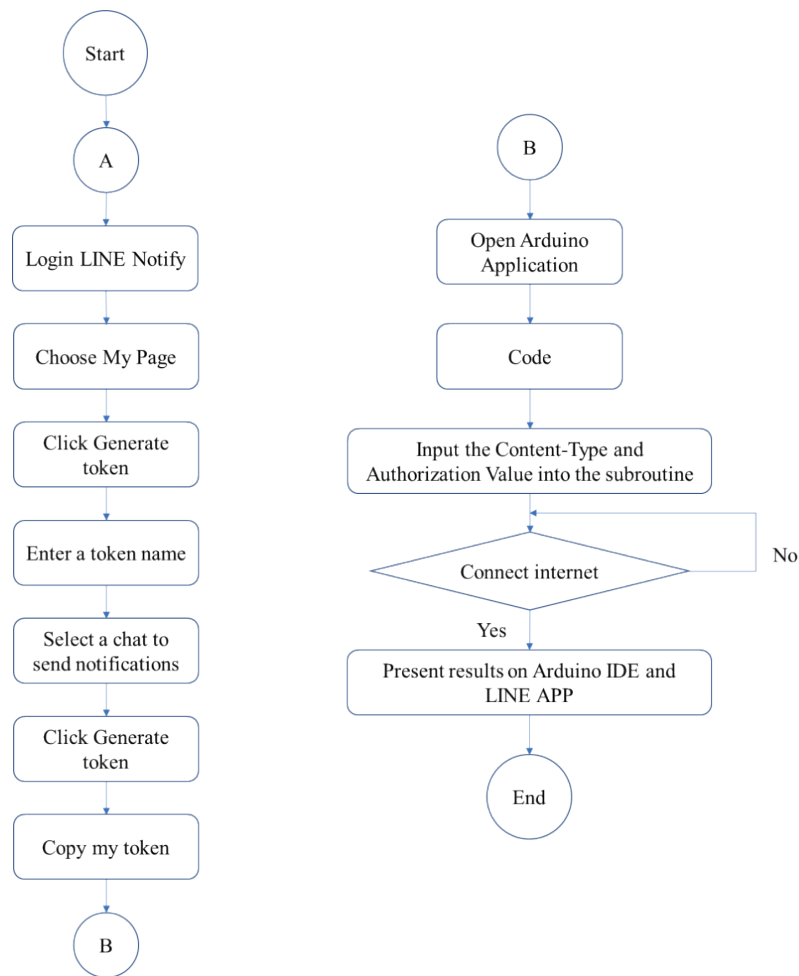 Start
A
Login LINE Notify
Choose My Page
Click Generate
token
Enter a token name
Select a chat to
send notifications
Click Generate
token
Copy my token
B
B
Open Arduino
Application
Code
Input the Content-Type and
Authorization Value into the subroutine
Connect internet
No
Yes
Present results on Arduino IDE and
LINE APP
End